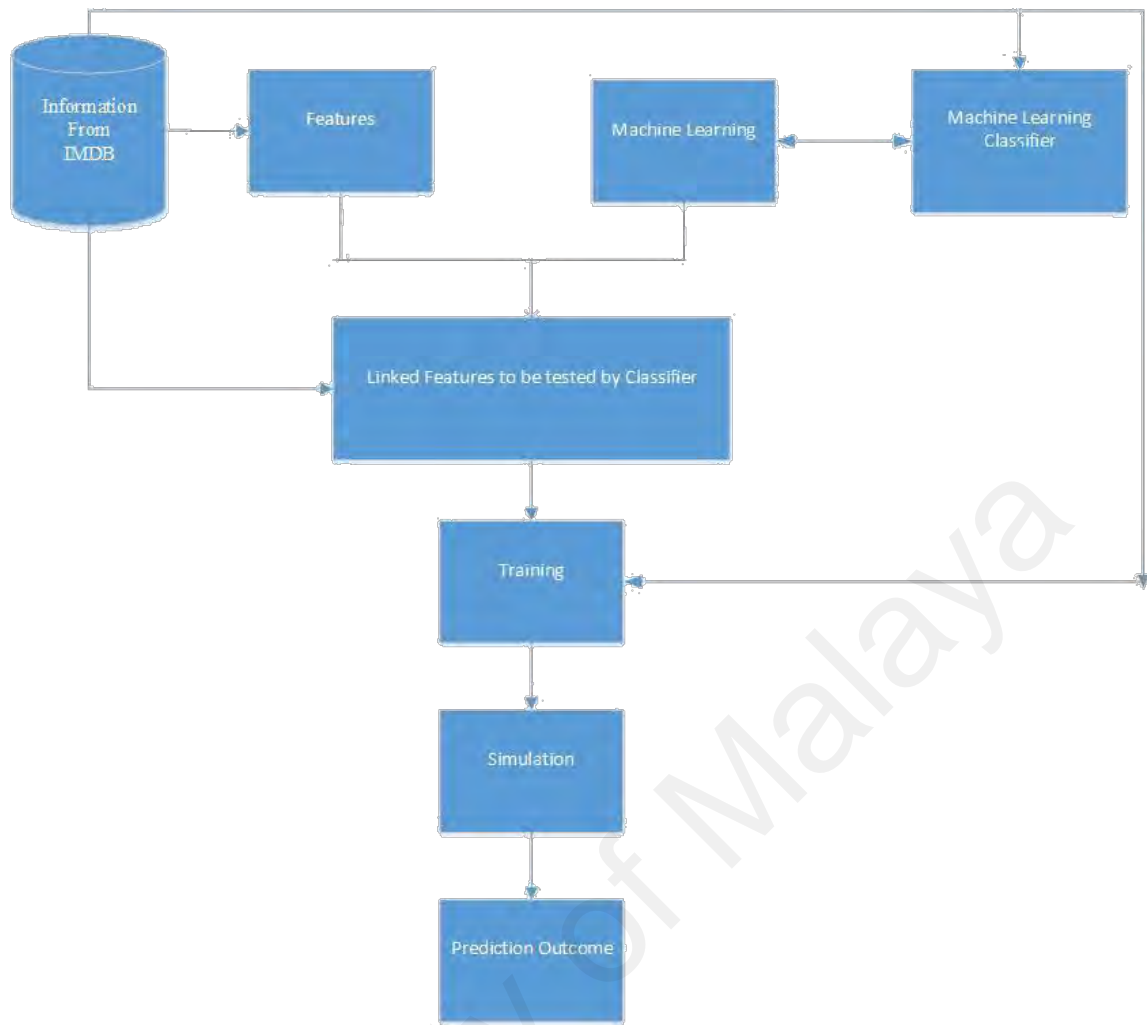 Information
From
IMDB
Features
Machine Learning
Machine Learning
Classifier
Linked Features to be tested by Classifier
Training
Simulation
Prediction Outcome
of Malaya